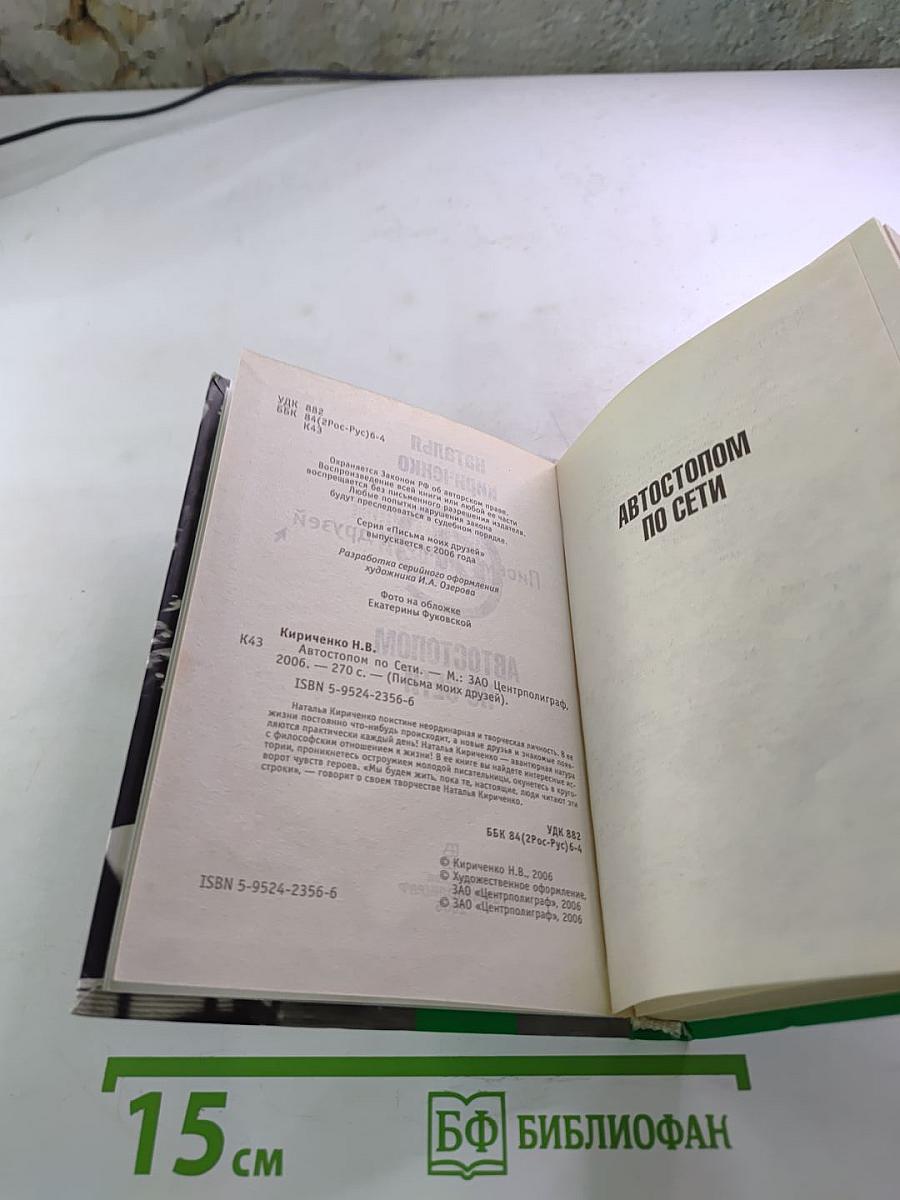 УДК 882
ББК 84(2Рос-Рус)6-4
К43
Охраняется Законом РФ об авторском праве.
Воспроизведение всей книги или любой ее части
воспрещается без письменного разрешения издателя.
Любые попытки нарушения закона
будут преследоваться в судебном порядке.
Серия «Письма моих друзей»
выпускается с 2006 года
Разработка серийного оформления
художника И.А. Озерова
Фото на обложке
Екатерины Фуковской
Кириченко Н.В.
К43 Автостопом по Сети. — М.: ЗАО Центрполиграф,
2006. — 270 с. — (Письма моих друзей).
ISBN 5-9524-2356-6
Наталья Кириченко поистине неординарная и творческая личность. В ее
жизни постоянно что-нибудь происходит, а новые друзья и знакомые появ-
ляются практически каждый день! Наталья Кириченко — авантюрная натура
с философским отношением к жизни! В ее книге вы найдете интересные ис-
тории, проникнетесь остроумием молодой писательницы, окунетесь в круго-
ворот чувств героев. «Мы будем жить, пока те, настоящие, люди читают эти
строки», — говорит о своем творчестве Наталья Кириченко.
УДК 882
ББК 84(2Рос-Рус)6-4
© Кириченко Н.В., 2006
© Художественное оформление,
ЗАО «Центрполиграф», 2006
© ЗАО «Центрполиграф», 2006
ISBN 5-9524-2356-6
АВТОСТОПОМ
ПО СЕТИ
15 см
БФ БИБЛИОФАН